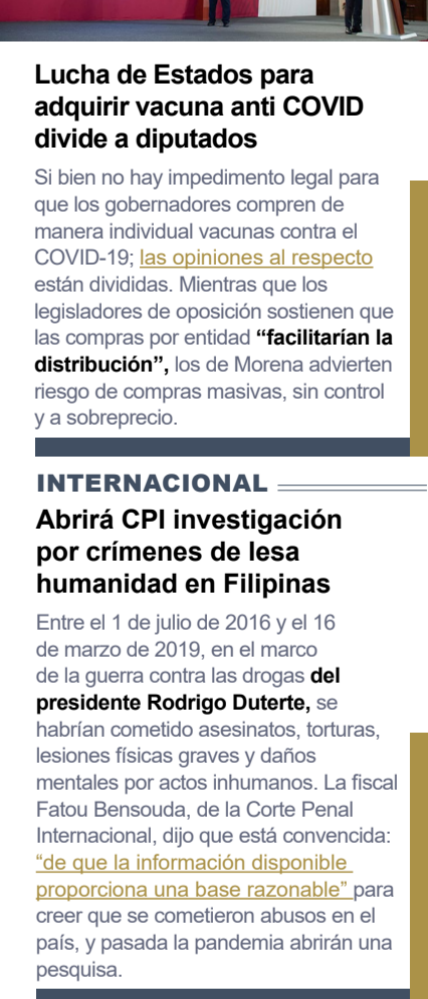 Lucha de Estados para
adquirir vacuna anti COVID
divide a diputados
Si bien no hay impedimento legal para
que los gobernadores compren de
manera individual vacunas contra el
COVID-19; las opiniones al respecto
están divididas. Mientras que los
legisladores de oposición sostienen que
las compras por entidad “facilitarían la
distribución”, los de Morena advierten
riesgo de compras masivas, sin control
y a sobreprecio.
INTERNACIONAL
Abrirá CPI investigación
por crímenes de lesa
humanidad en Filipinas
Entre el 1 de julio de 2016 y el 16
de marzo de 2019, en el marco
de la guerra contra las drogas del
presidente Rodrigo Duterte, se
habrían cometido asesinatos, torturas,
lesiones físicas graves y daños
mentales por actos inhumanos. La fiscal
Fatou Bensouda, de la Corte Penal
Internacional, dijo que está convencida:
“de que la información disponible
proporciona una base razonable” para
creer que se cometieron abusos en el
país, y pasada la pandemia abrirán una
pesquisa.